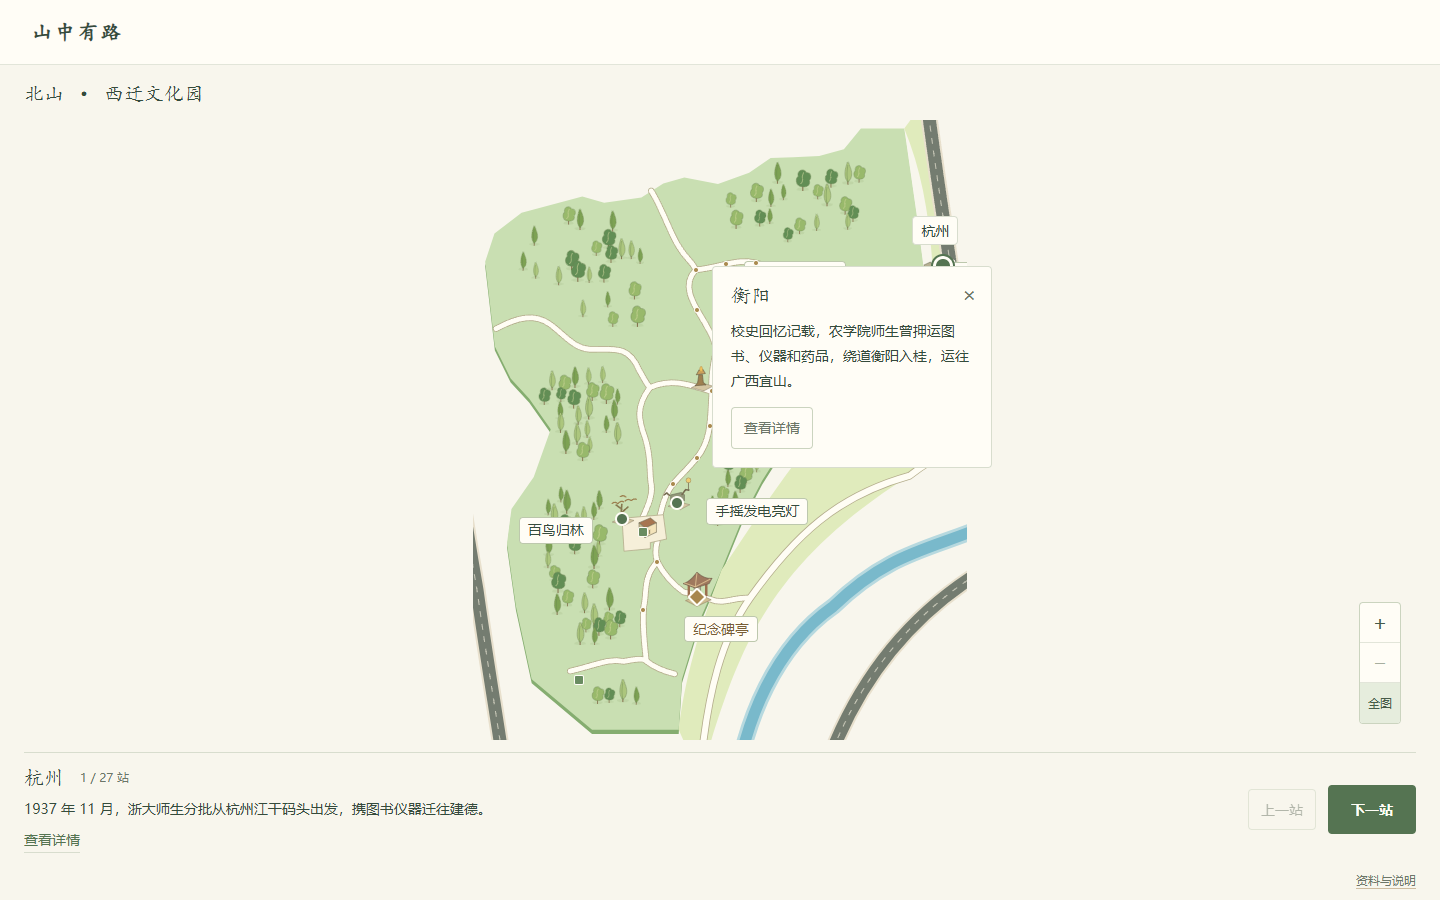 山中有路
北山 • 西迁文化园
杭州
衡阳
×
校史回忆记载，农学院师生曾押运图
书、仪器和药品，绕道衡阳入桂，运往
广西宜山。
查看详情
手摇发电亮灯
百鸟归林
纪念碑亭
+
−
全图
杭州 1 / 27 站
1937 年 11 月，浙大师生分批从杭州江干码头出发，携图书仪器迁往建德。
查看详情
上一站
下一站
资料与说明